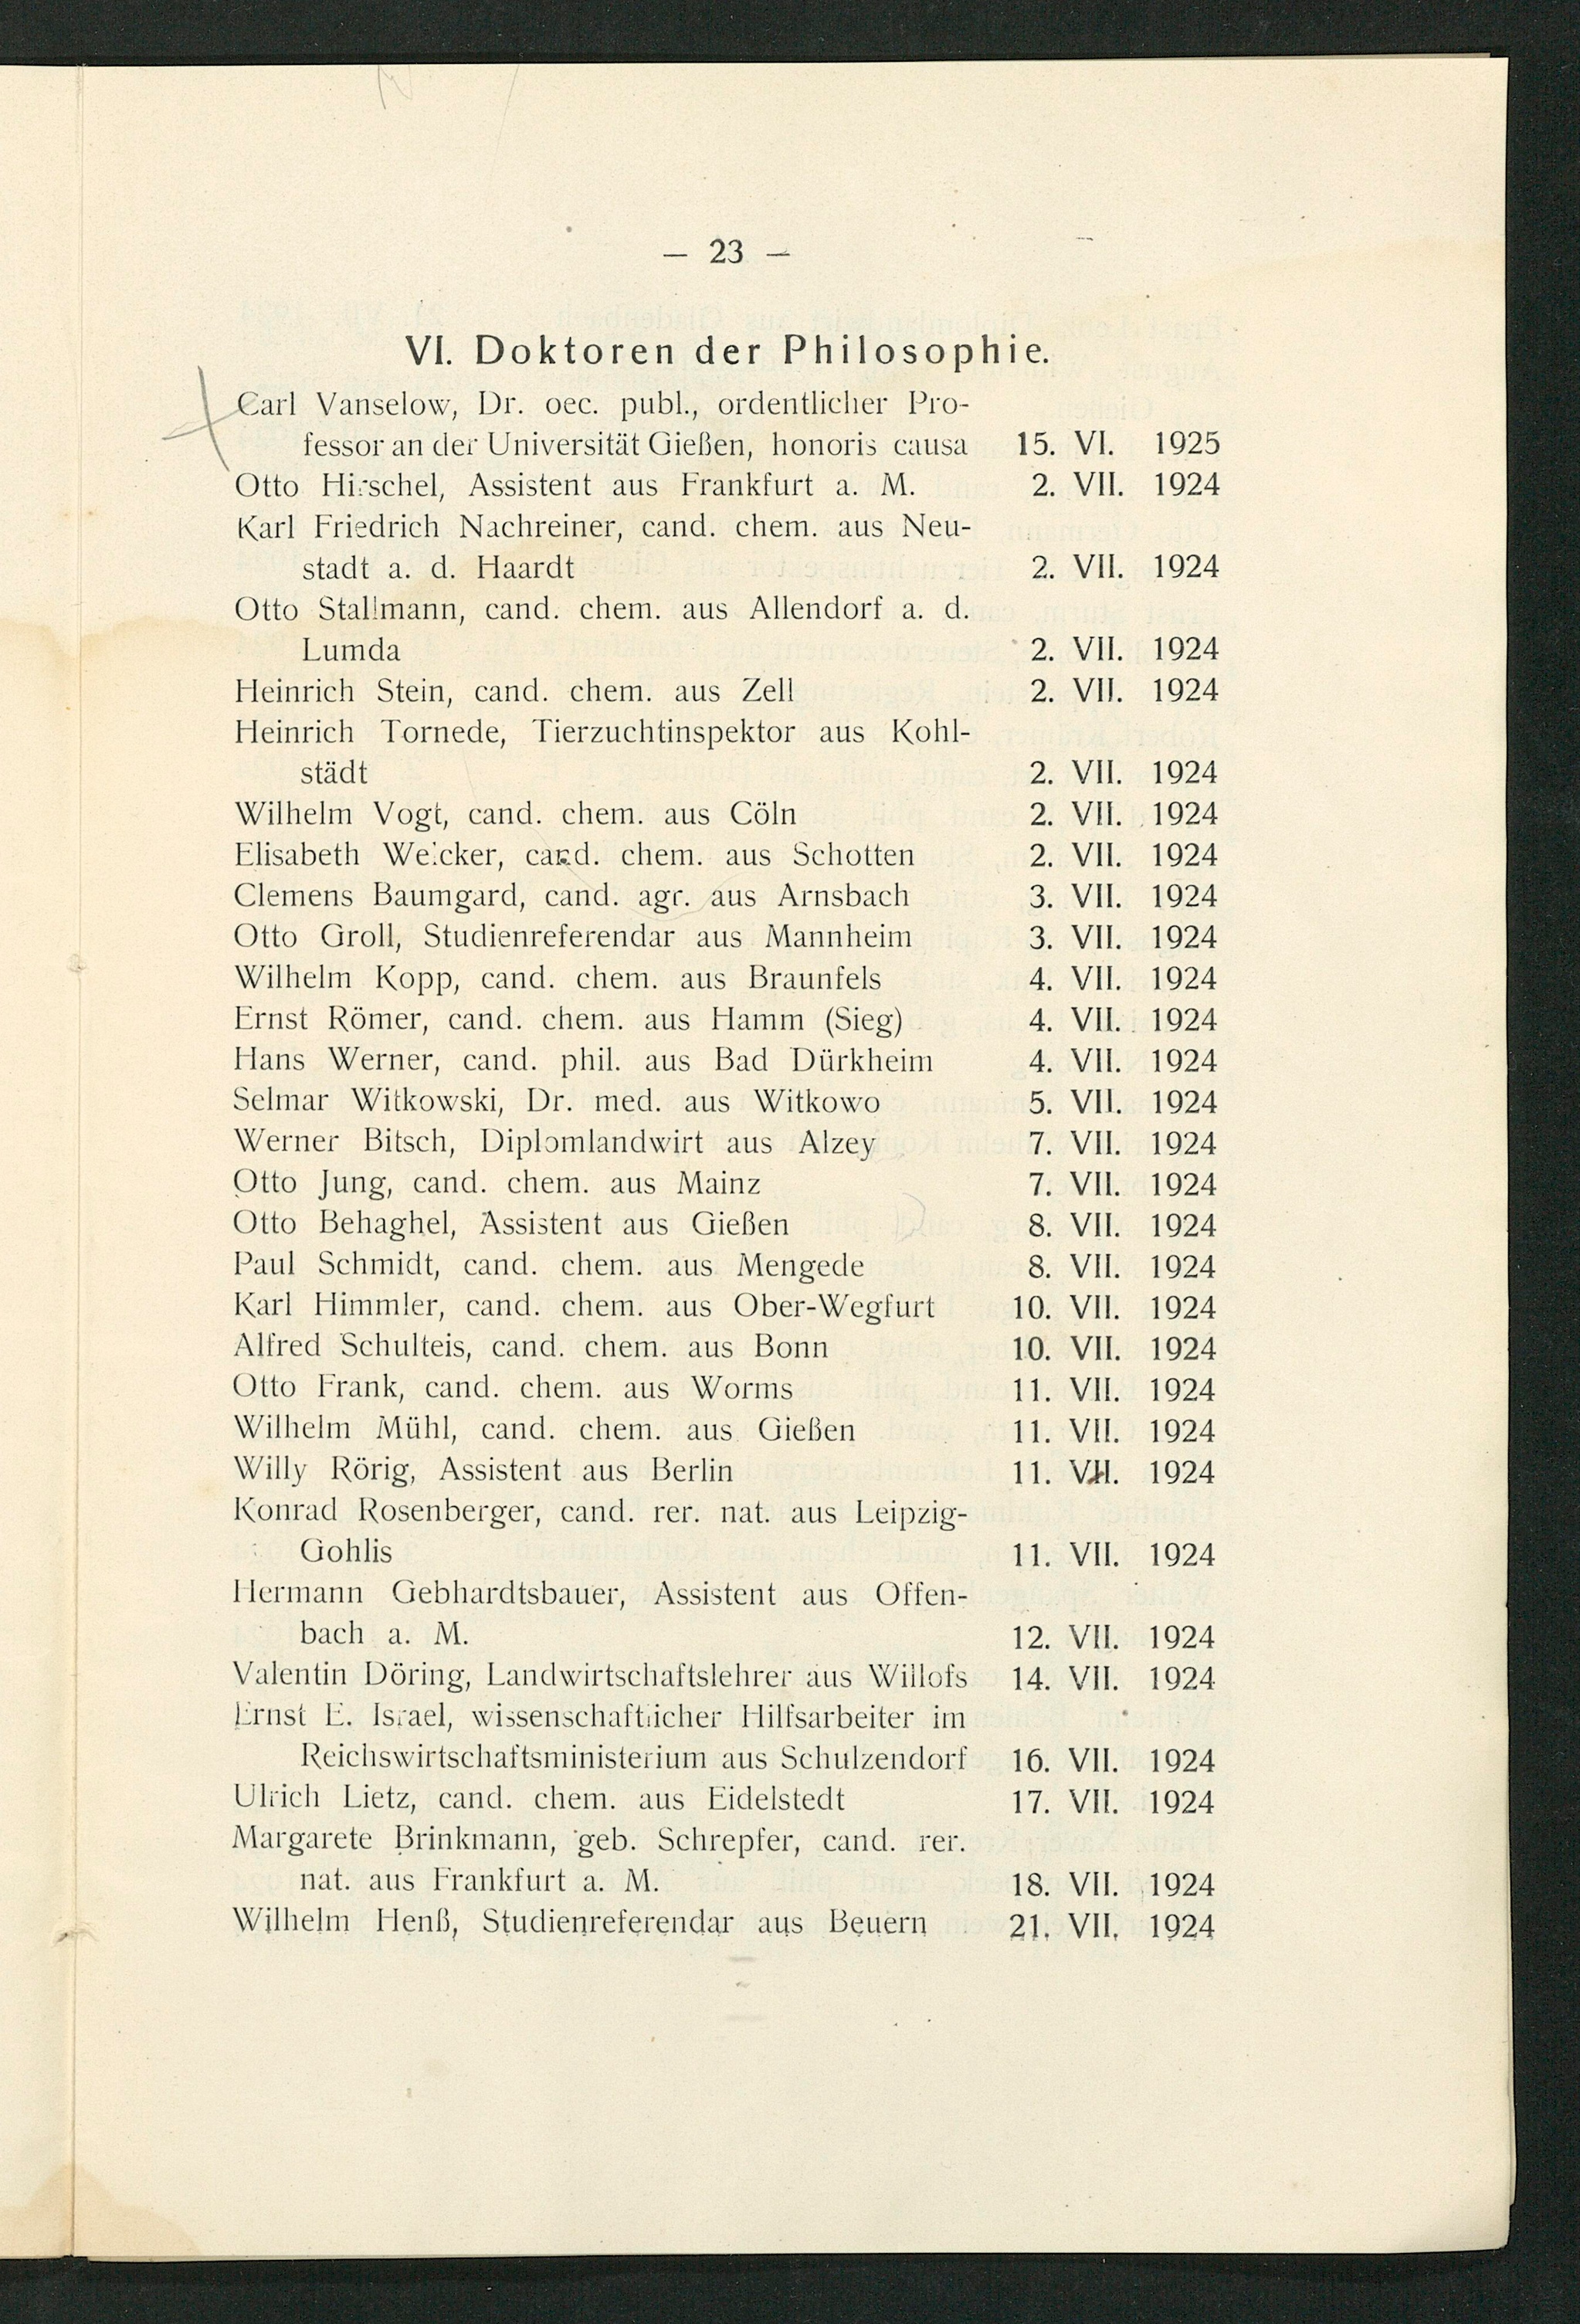 — 23 —
VI. Doktoren der Philosophie.
Carl Vanselow, Dr. oec. publ., ordentlicher Pro-
fessor an der Universität Gießen, honoris causa 15. VI. 1925
Otto Hirschel, Assistent aus Frankfurt a. M. 2. VII. 1924
Karl Friedrich Nachreiner, cand. chem. aus Neu-
stadt a. d. Haardt 2. VII. 1924
Otto Stallmann, cand. chem. aus Allendorf a. d.
Lumda 2. VII. 1924
Heinrich Stein, cand. chem. aus Zell 2. VII. 1924
Heinrich Tornede, Tierzuchtinspektor aus Kohl-
städt 2. VII. 1924
Wilhelm Vogt, cand. chem. aus Cöln 2. VII. 1924
Elisabeth Welcker, cand. chem. aus Schotten 2. VII. 1924
Clemens Baumgard, cand. agr. aus Arnsbach 3. VII. 1924
Otto Groll, Studienreferendar aus Mannheim 3. VII. 1924
Wilhelm Kopp, cand. chem. aus Braunfels 4. VII. 1924
Ernst Römer, cand. chem. aus Hamm (Sieg) 4. VII. 1924
Hans Werner, cand. phil. aus Bad Dürkheim 4. VII. 1924
Selmar Witkowski, Dr. med. aus Witkowo 5. VII. 1924
Werner Bitsch, Diplomlandwirt aus Alzey 7. VII. 1924
Otto Jung, cand. chem. aus Mainz 7. VII. 1924
Otto Behaghel, Assistent aus Gießen 8. VII. 1924
Paul Schmidt, cand. chem. aus Mengede 8. VII. 1924
Karl Himmler, cand. chem. aus Ober-Wegfurt 10. VII. 1924
Alfred Schulteis, cand. chem. aus Bonn 10. VII. 1924
Otto Frank, cand. chem. aus Worms 11. VII. 1924
Wilhelm Mühl, cand. chem. aus Gießen 11. VII. 1924
Willy Rörig, Assistent aus Berlin 11. VII. 1924
Konrad Rosenberger, cand. rer. nat. aus Leipzig-
Gohlis 11. VII. 1924
Hermann Gebhardtsbauer, Assistent aus Offen-
bach a. M. 12. VII. 1924
Valentin Döring, Landwirtschaftslehrer aus Willofs 14. VII. 1924
Ernst E. Israel, wissenschaftlicher Hilfsarbeiter im
Reichswirtschaftsministerium aus Schulzendorf 16. VII. 1924
Ulrich Lietz, cand. chem. aus Eidelstedt 17. VII. 1924
Margarete Brinkmann, geb. Schrepfer, cand. rer.
nat. aus Frankfurt a. M. 18. VII. 1924
Wilhelm Henß, Studienreferendar aus Beuern 21. VII. 1924